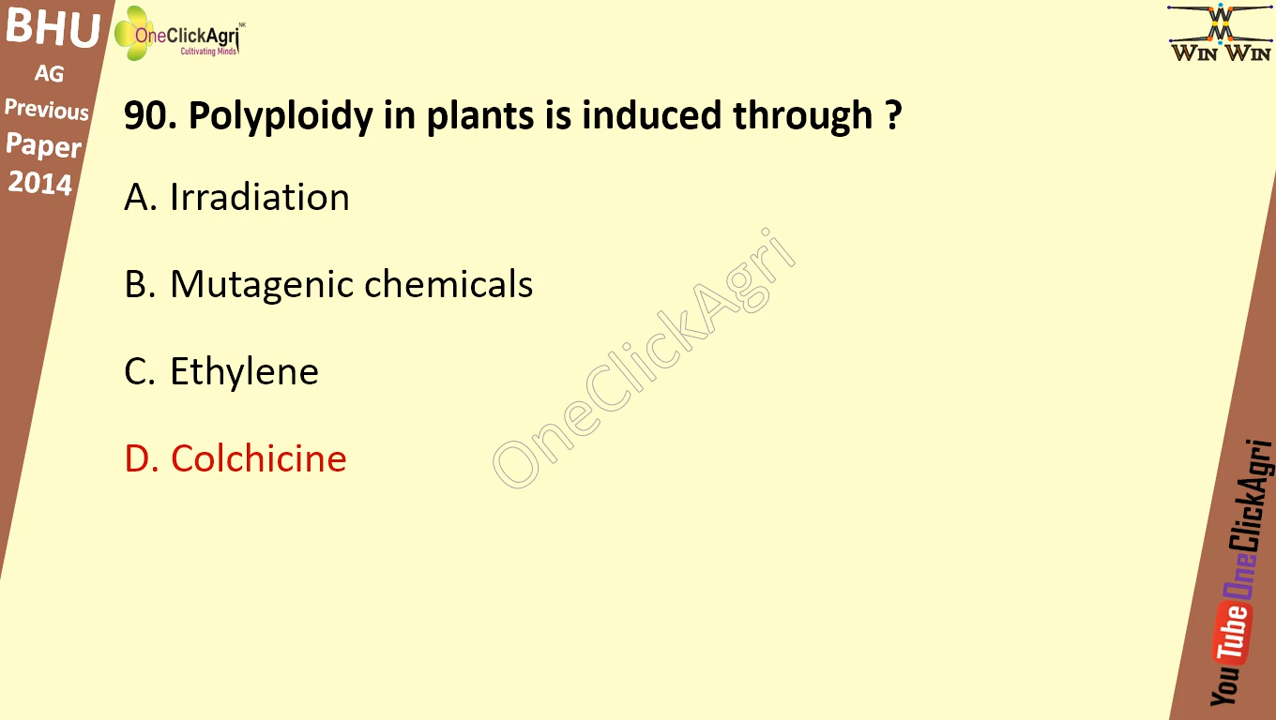 BHU
AG
Previous
Paper
2014
OneClickAgri NK
Cultivating Minds
WIN WIN
90. Polyploidy in plants is induced through ?
A. Irradiation
B. Mutagenic chemicals
C. Ethylene
D. Colchicine
OneClickAgri
YouTube OneClickAgri